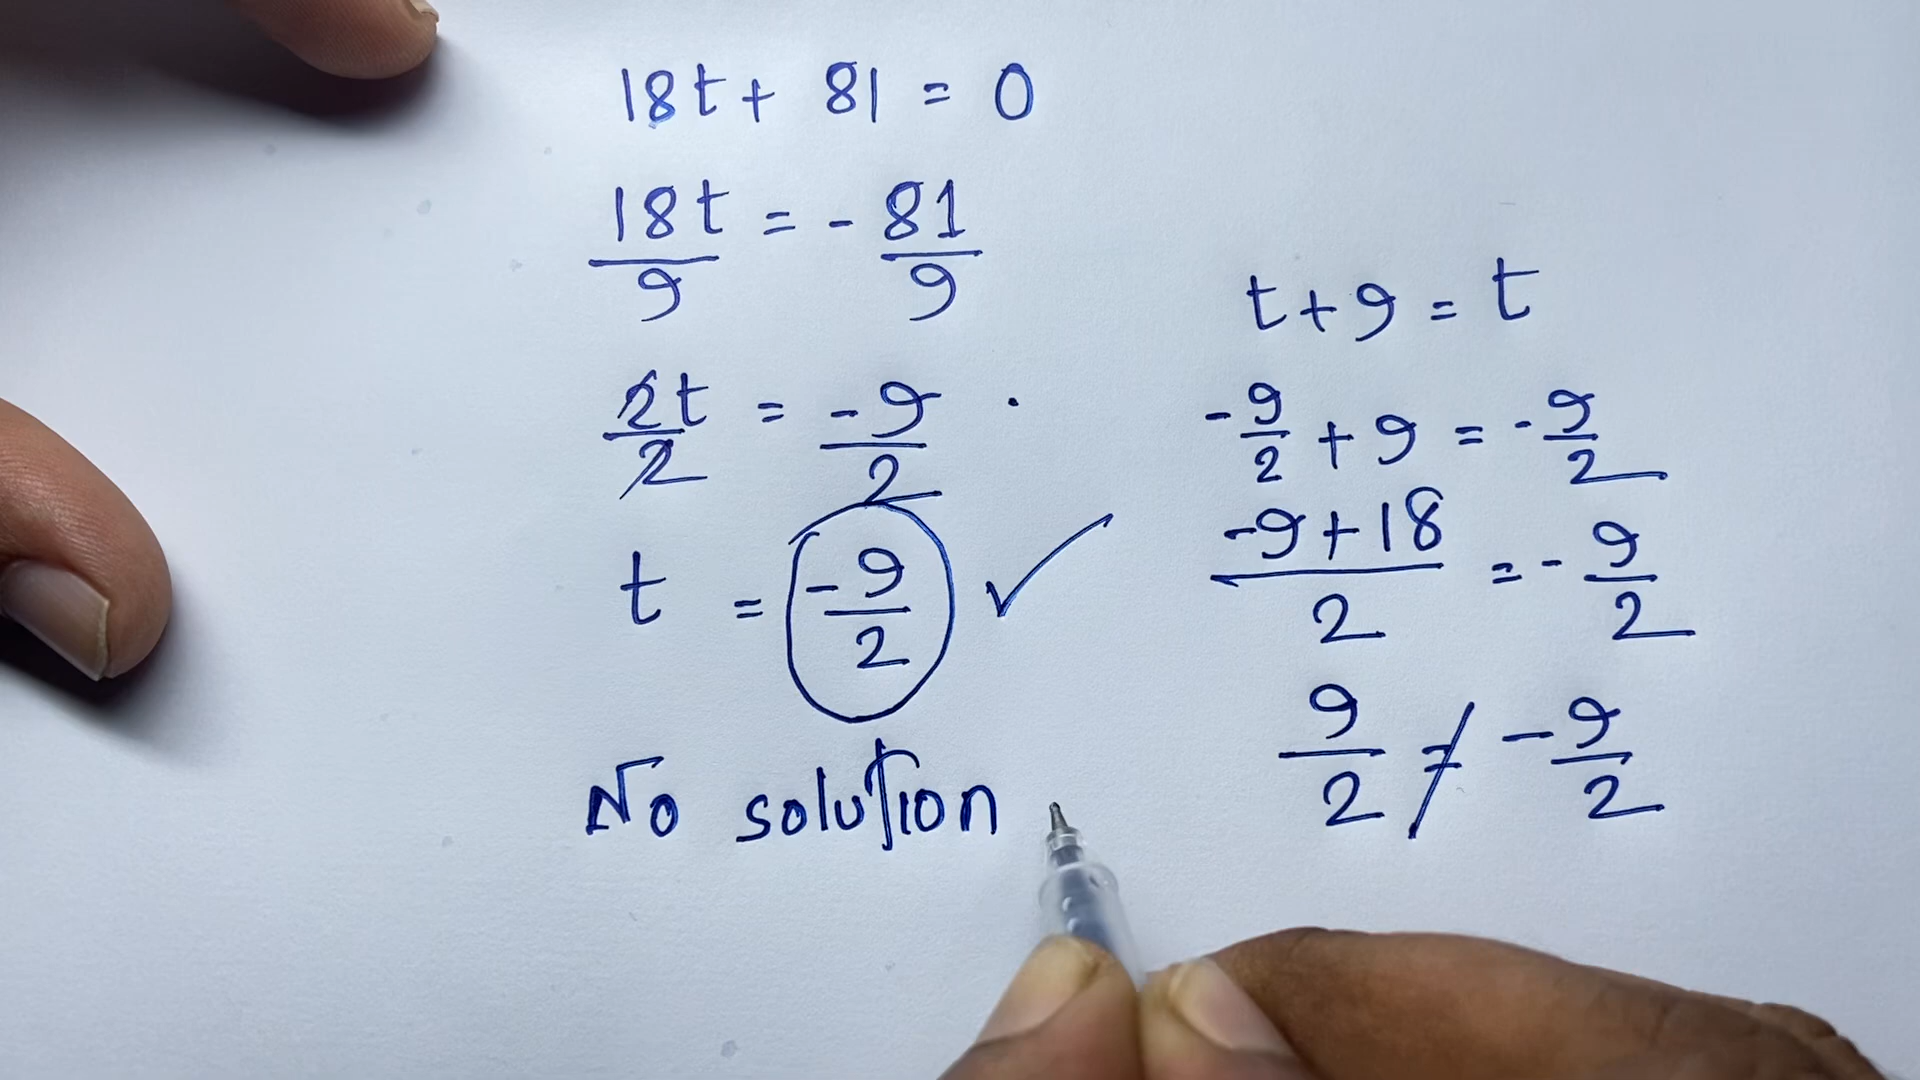 18t + 81 = 0
18t/9 = - 81/9
2t/2 = -9/2 .
t = -9/2 ✓
No solution
t + 9 = t
-9/2 + 9 = -9/2
-9+18/2 = -9/2
9/2 ≠ -9/2